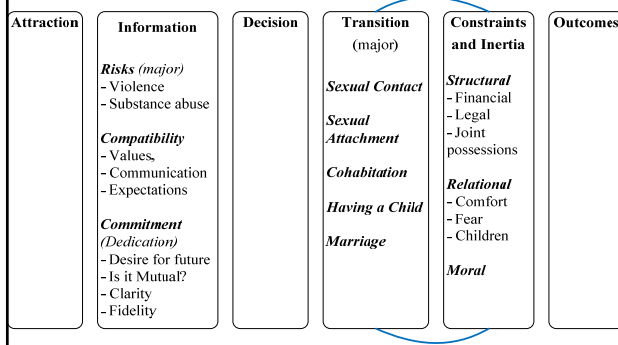 Attraction
Information
Risks (major)
- Violence
- Substance abuse
Compatibility
- Values,
- Communication
- Expectations
Commitment
(Dedication)
- Desire for future
- Is it Mutual?
- Clarity
- Fidelity
Decision
Transition
(major)
Sexual Contact
Sexual
Attachment
Cohabitation
Having a Child
Marriage
Constraints
and Inertia
Structural
- Financial
- Legal
- Joint
possessions
Relational
- Comfort
- Fear
- Children
Moral
Outcomes